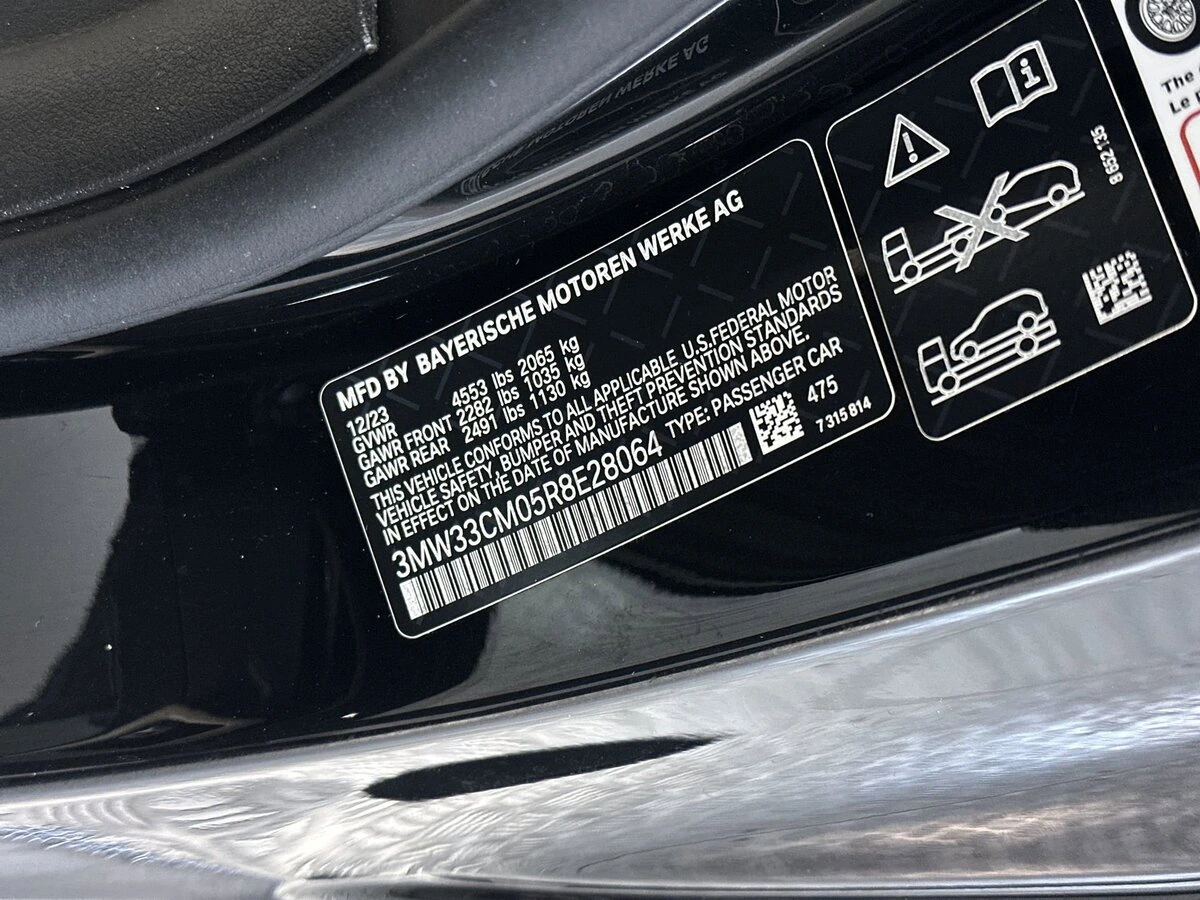 MFD BY BAYERISCHE MOTOREN WERKE AG
12/23
GVWR 4553 lbs 2065 kg
GAWR FRONT 2282 lbs 1035 kg
GAWR REAR 2491 lbs 1130 kg
THIS VEHICLE CONFORMS TO ALL APPLICABLE U.S.FEDERAL MOTOR
VEHICLE SAFETY, BUMPER AND THEFT PREVENTION STANDARDS
IN EFFECT ON THE DATE OF MANUFACTURE SHOWN ABOVE.
3MW33CM05R8E28064 TYPE: PASSENGER CAR
475
7 315 814
8 652 135
The
Le